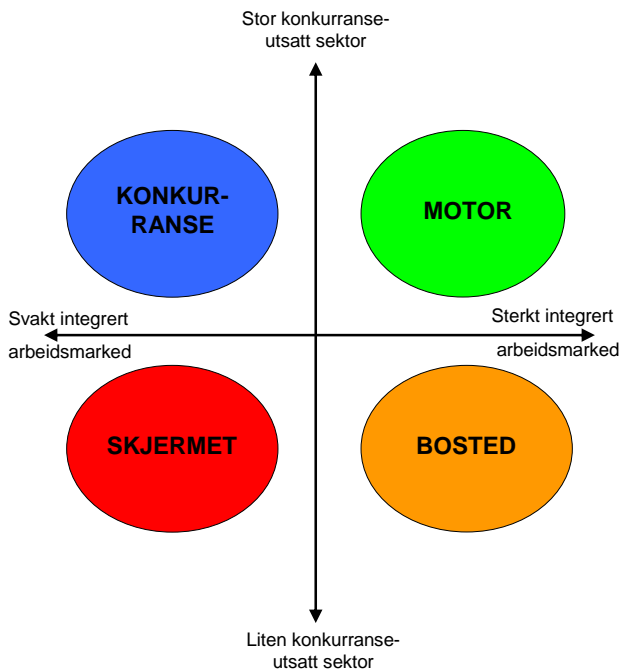 Stor konkurranse-
utsatt sektor
KONKUR-
RANSE
MOTOR
Svakt integrert
arbeidsmarked
Sterkt integrert
arbeidsmarked
SKJERMET
BOSTED
Liten konkurranse-
utsatt sektor